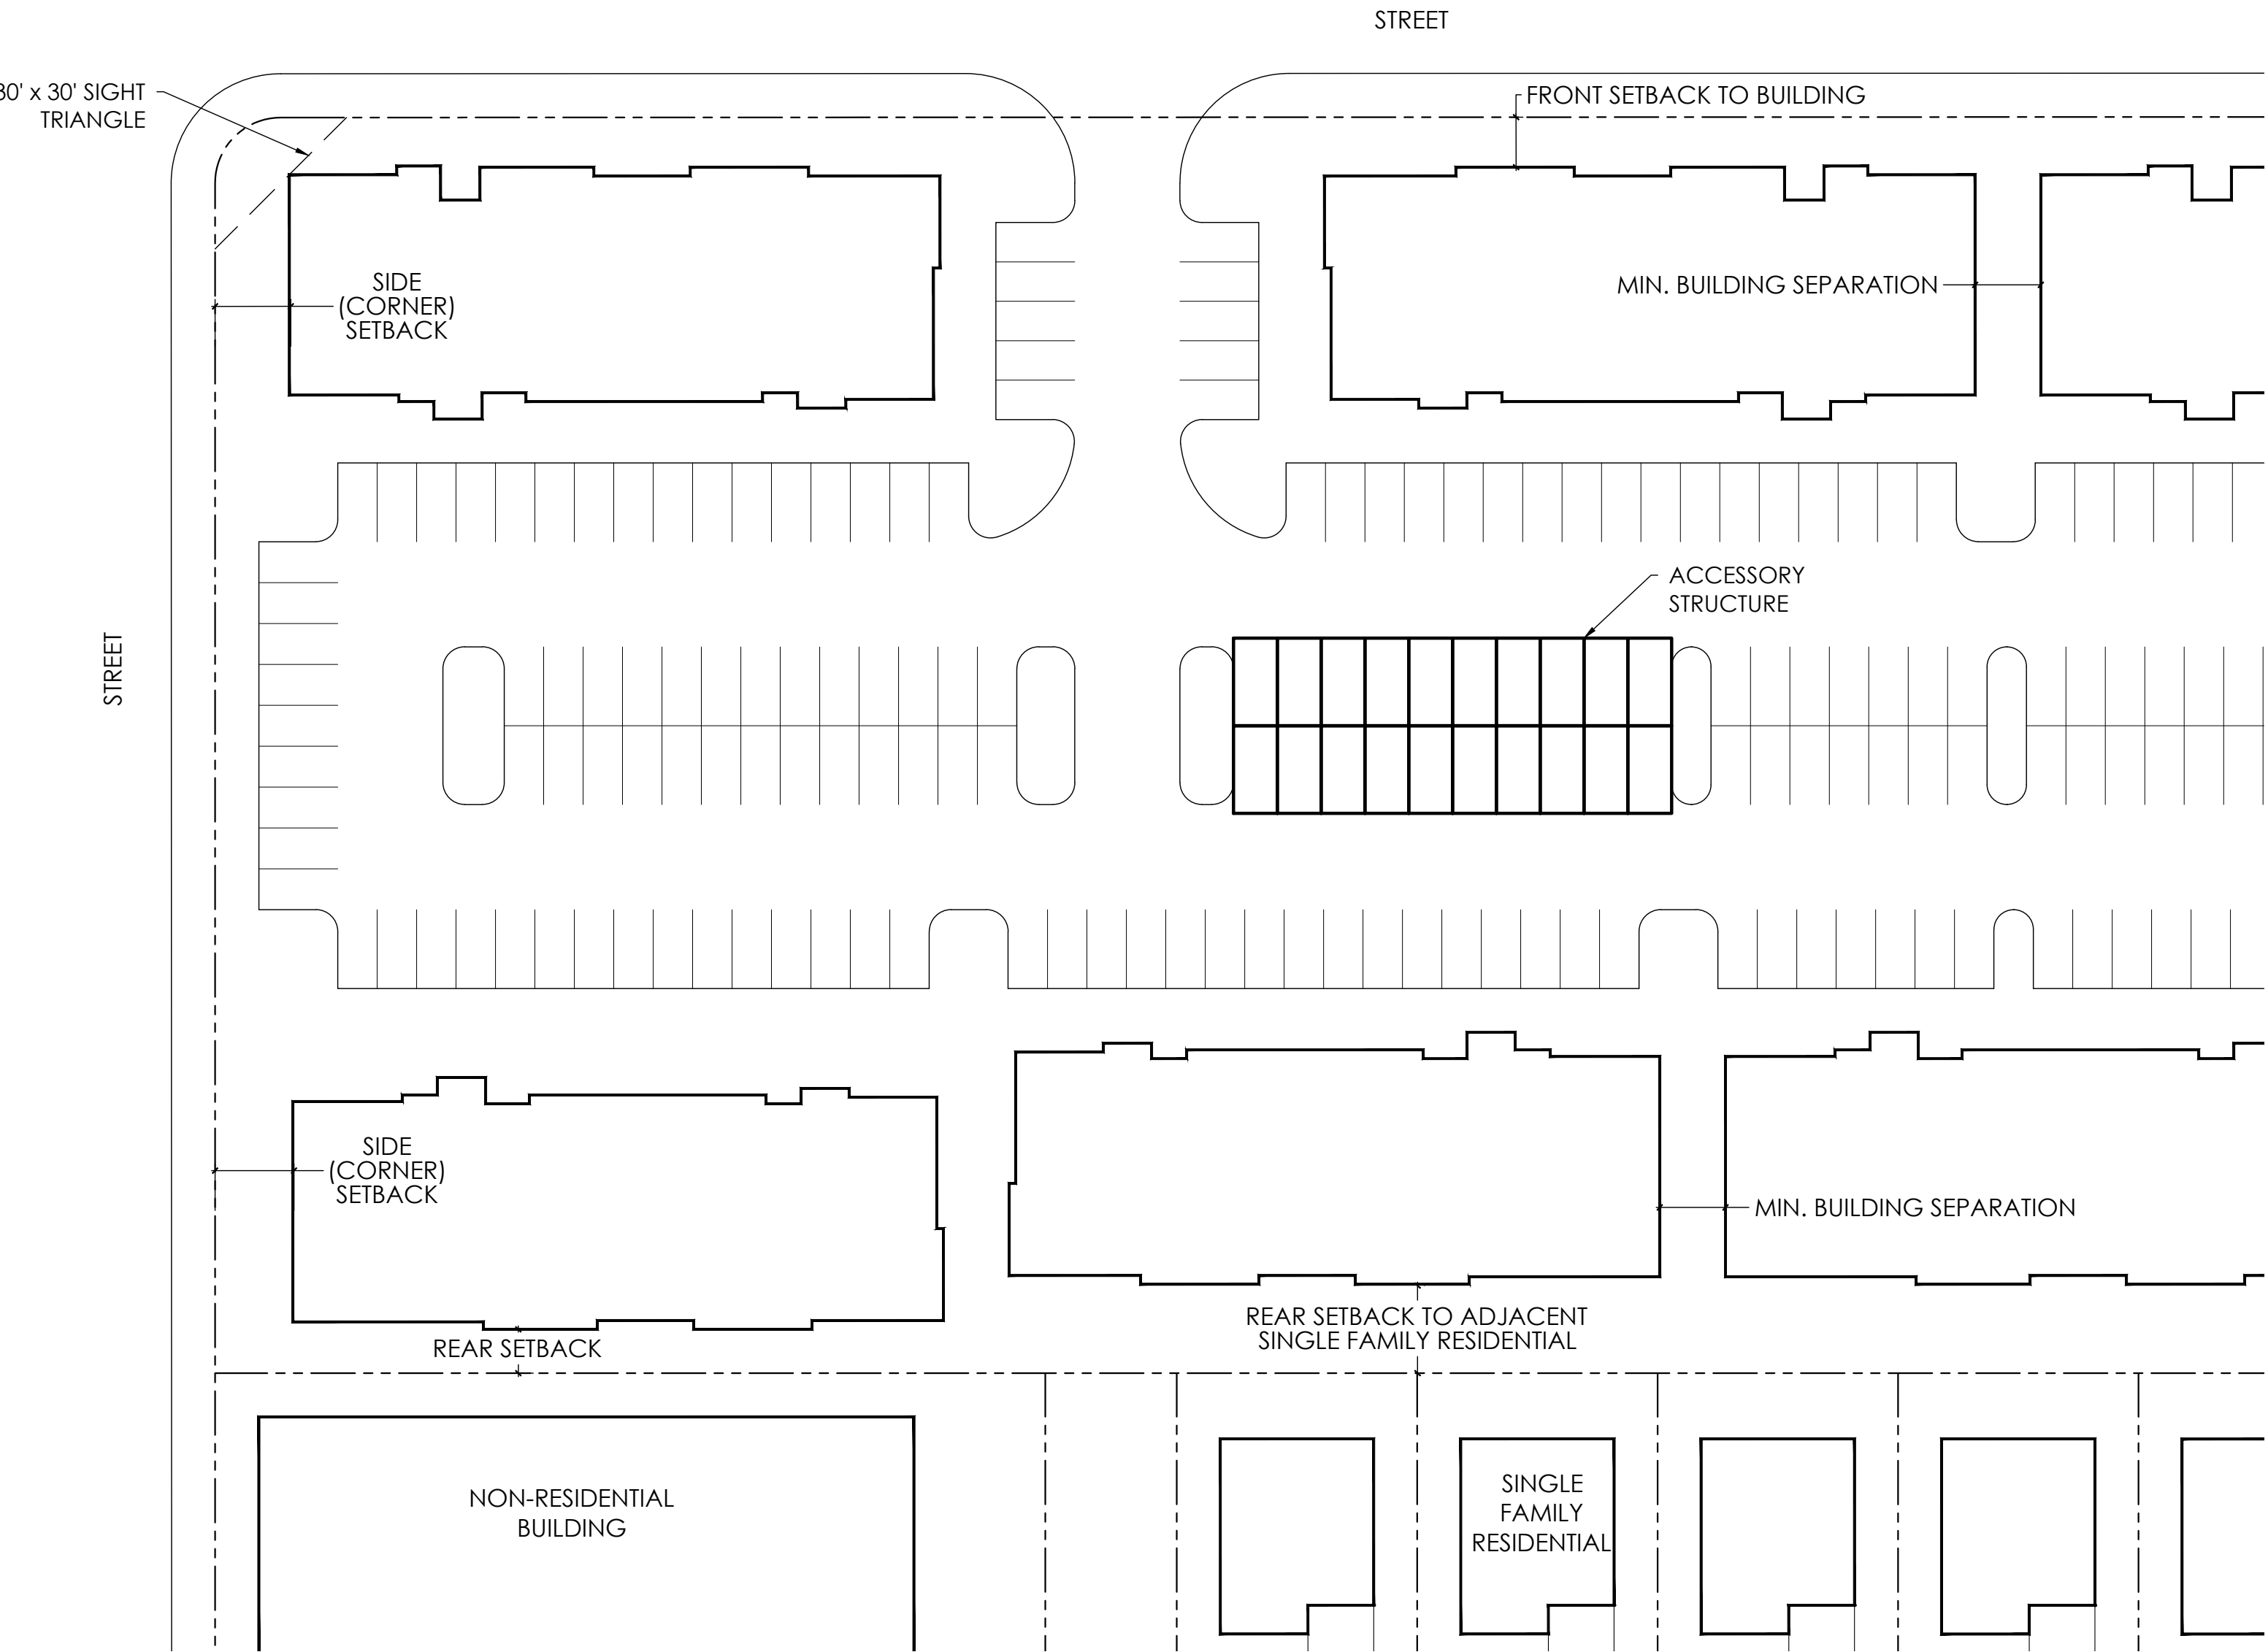 STREET
30' x 30' SIGHT
TRIANGLE
FRONT SETBACK TO BUILDING
SIDE
(CORNER)
SETBACK
MIN. BUILDING SEPARATION
ACCESSORY
STRUCTURE
STREET
SIDE
(CORNER)
SETBACK
MIN. BUILDING SEPARATION
REAR SETBACK TO ADJACENT
SINGLE FAMILY RESIDENTIAL
REAR SETBACK
NON-RESIDENTIAL
BUILDING
SINGLE
FAMILY
RESIDENTIAL